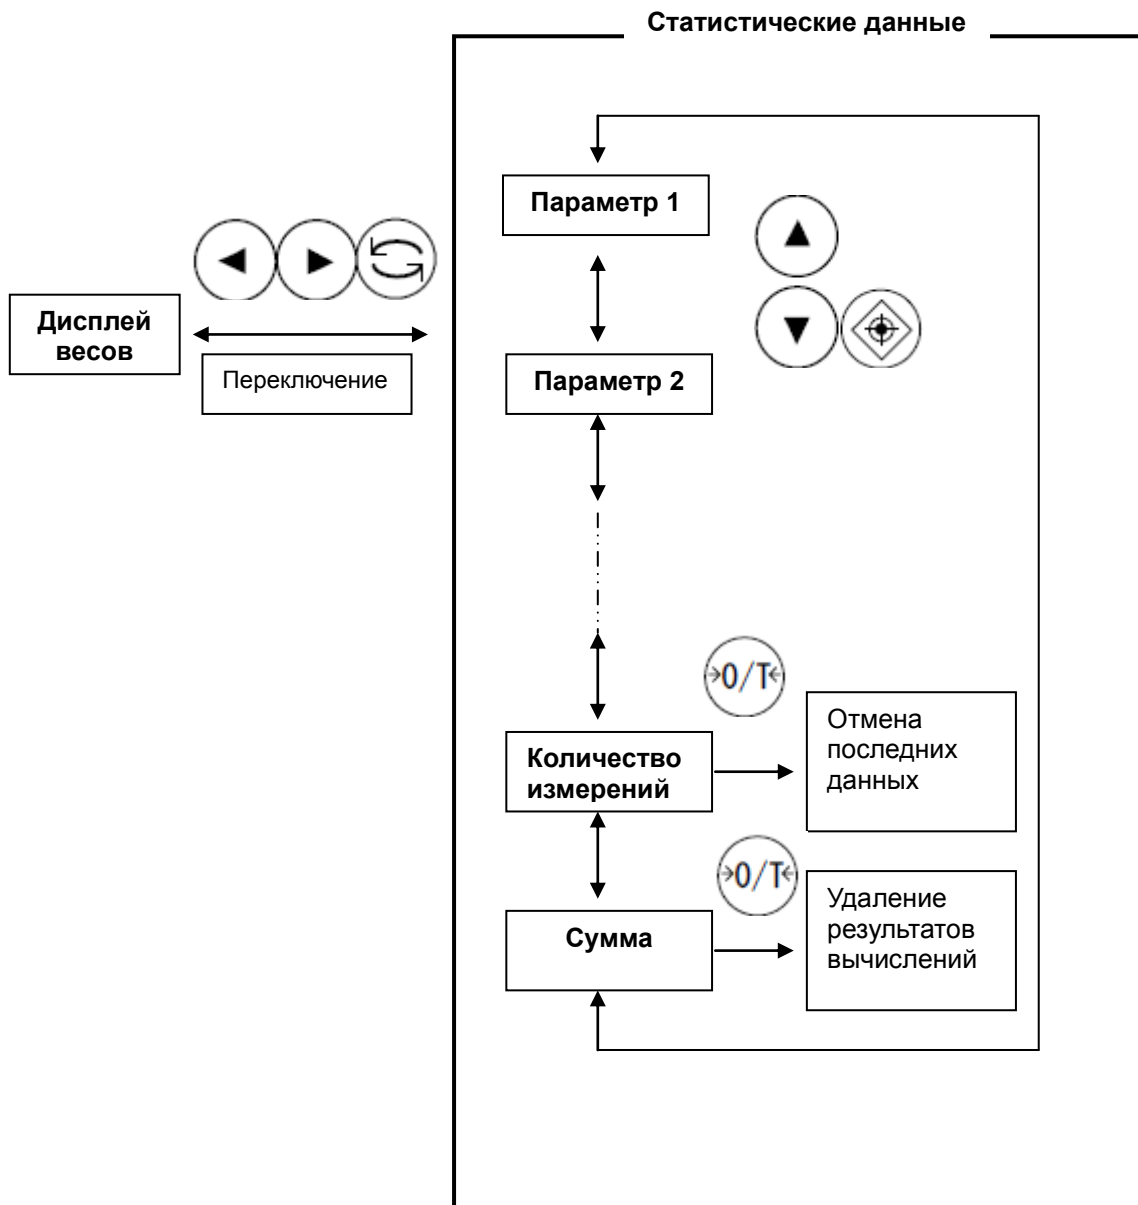 Статистические данные
Параметр 1
Дисплей
весов
Переключение
Параметр 2
→0/T←
Количество
измерений
Отмена
последних
данных
→0/T←
Сумма
Удаление
результатов
вычислений